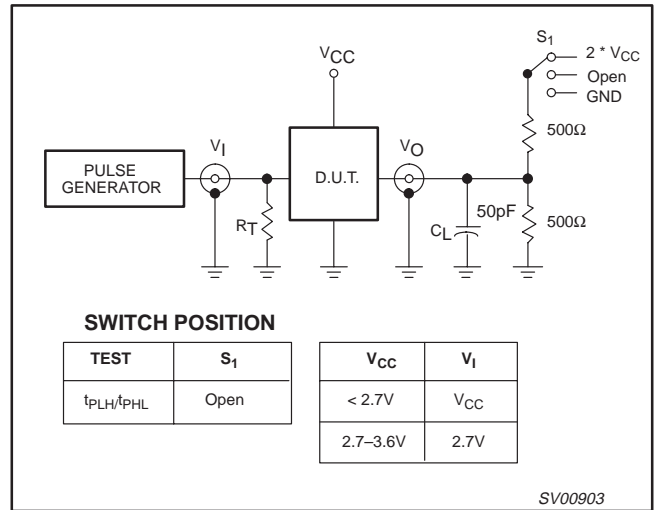 S1
2 * VCC
Open
GND
VCC
500Ω
VI
VO
PULSE
GENERATOR
D.U.T.
RT
50pF
CL
500Ω
SWITCH POSITION
TEST S1
tPLH/tPHL Open
VCC VI
< 2.7V VCC
2.7–3.6V 2.7V
SV00903